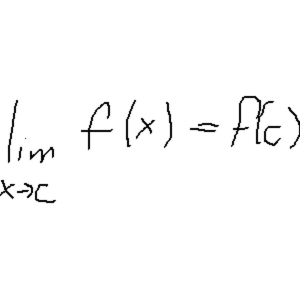 lim f(x) = f(c)
x→c